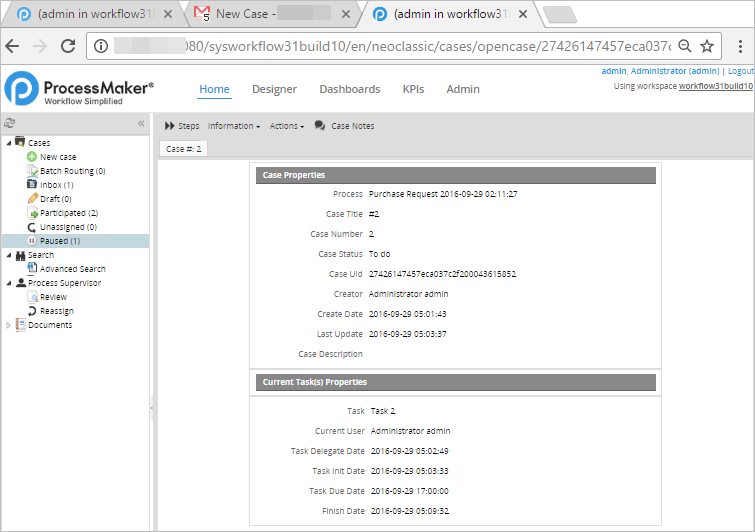 (admin in workflow31
New Case -
5
(admin in workflow31b
080/sysworkflow31build10/en/neoclassic/cases/opencase/27426147457eca037c
ProcessMaker®
Workflow Simplified
Home Designer Dashboards KPIs Admin
admin, Administrator (admin) | Logout
Using workspace workflow31build10
Steps Information Actions Case Notes
Case #: 2
Cases
New case
Batch Routing (0)
Inbox (1)
Draft (0)
Participated (2)
Unassigned (0)
Paused (1)
Search
Advanced Search
Process Supervisor
Review
Reassign
Documents
Case Properties
Process Purchase Request 2016-09-29 02:11:27
Case Title #2
Case Number 2
Case Status To do
Case Uid 27426147457eca037c2f200043615852
Creator Administrator admin
Create Date 2016-09-29 05:01:43
Last Update 2016-09-29 05:03:37
Case Description
Current Task(s) Properties
Task Task 2
Current User Administrator admin
Task Delegate Date 2016-09-29 05:02:49
Task Init Date 2016-09-29 05:03:33
Task Due Date 2016-09-29 17:00:00
Finish Date 2016-09-29 05:09:32